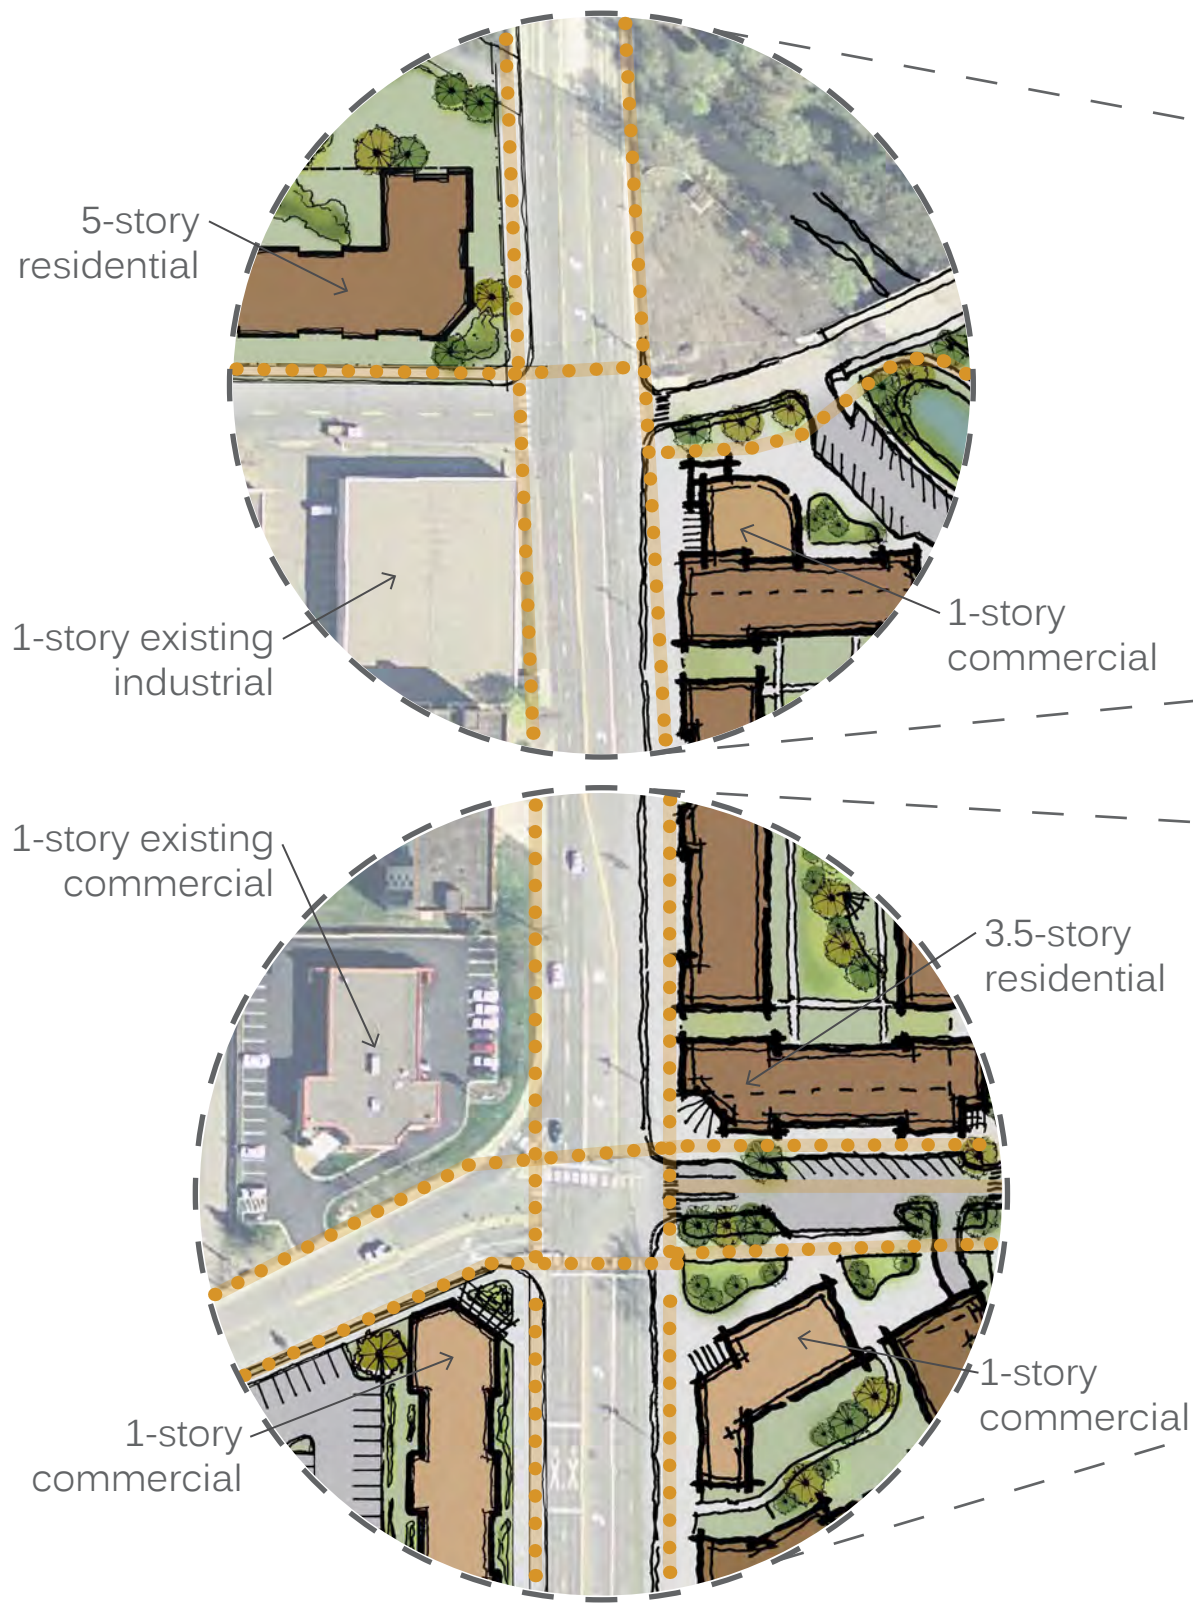 5-story
residential
1-story existing
industrial
1-story
commercial
1-story existing
commercial
3.5-story
residential
1-story
commercial
1-story
commercial